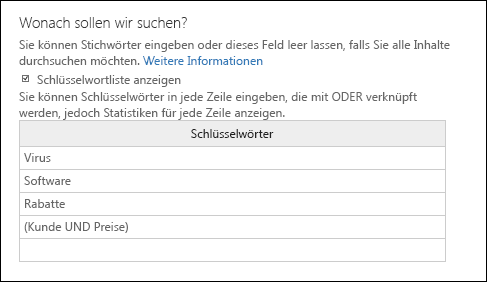 Wonach sollen wir suchen?
Sie können Stichwörter eingeben oder dieses Feld leer lassen, falls Sie alle Inhalte
durchsuchen möchten. Weitere Informationen
Schlüsselwortliste anzeigen
Sie können Schlüsselwörter in jede Zeile eingeben, die mit ODER verknüpft
werden, jedoch Statistiken für jede Zeile anzeigen.
Schlüsselwörter
Virus
Software
Rabatte
(Kunde UND Preise)